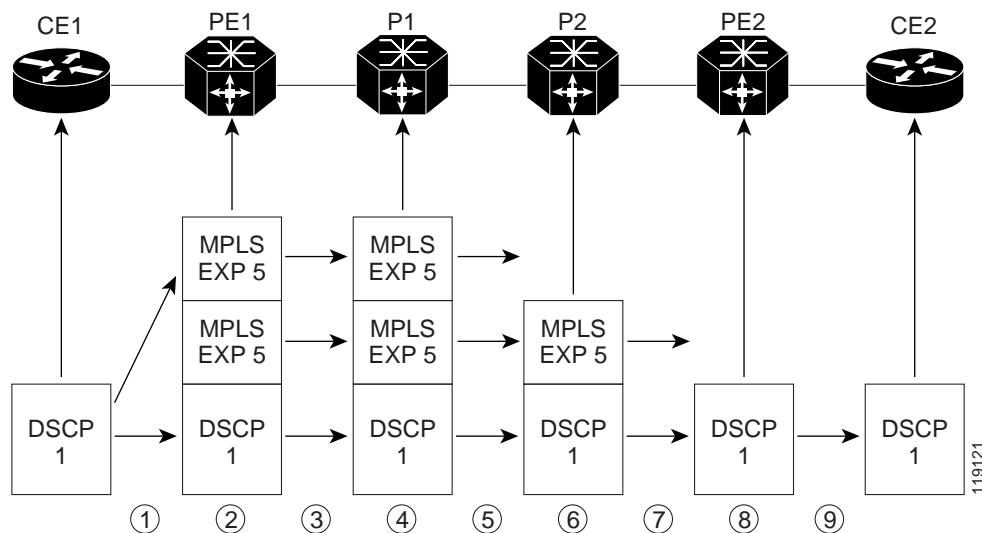 CE1 PE1 P1 P2 PE2 CE2
MPLS EXP 5
MPLS EXP 5
MPLS EXP 5
MPLS EXP 5
MPLS EXP 5
DSCP 1
DSCP 1
DSCP 1
DSCP 1
DSCP 1
DSCP 1
119121
1 2 3 4 5 6 7 8 9